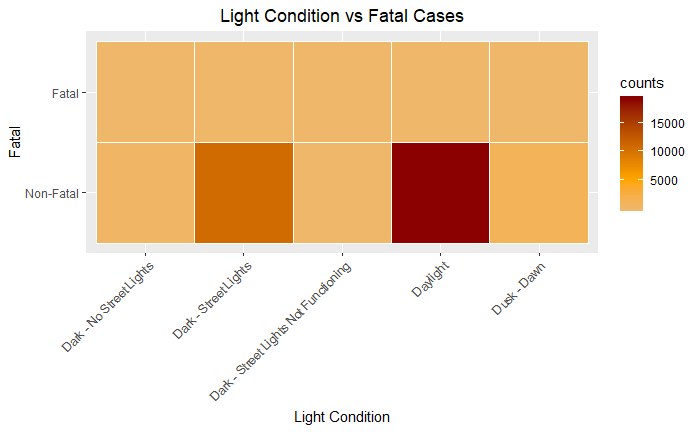 Light Condition vs Fatal Cases
Fatal
Fatal
Non-Fatal
Dark - No Street Lights
Dark - Street Lights
Dark - Street Lights Not Functioning
Daylight
Dusk - Dawn
Light Condition
counts
15000
10000
5000